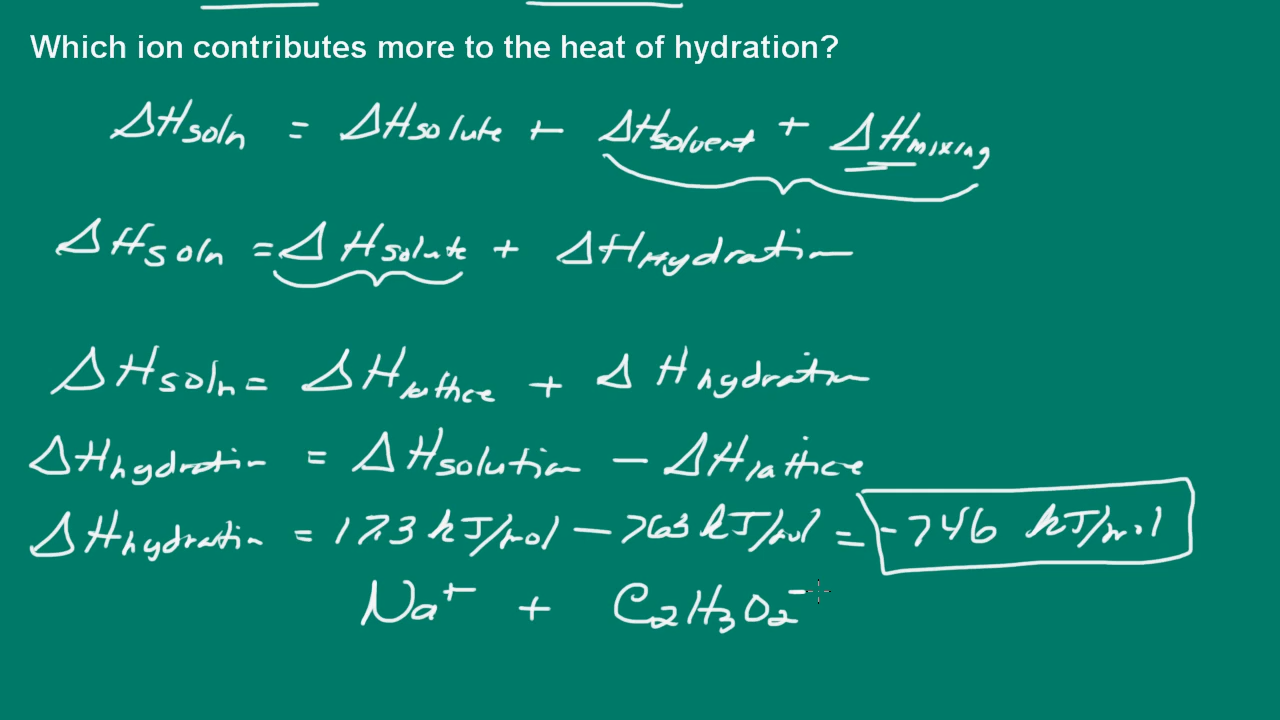 Which ion contributes more to the heat of hydration?
ΔHsoln = ΔHsolute + ΔHsolvent + ΔHmixing
ΔHsoln = ΔHsolute + ΔHHydration
ΔHsoln = ΔHlattice + ΔHhydration
ΔHhydration = ΔHsolution − ΔHlattice
ΔHhydration = 17.3 kJ/mol − 763 kJ/mol = -746 kJ/mol
Na⁺ + C₂H₃O₂⁻